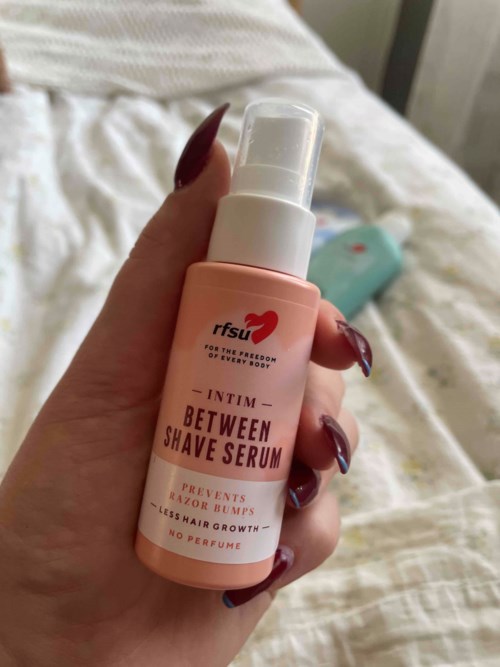 rfsu
FOR THE FREEDOM
OF EVERY BODY
— INTIM —
BETWEEN
SHAVE SERUM
PREVENTS
RAZOR BUMPS
— LESS HAIR GROWTH —
NO PERFUME